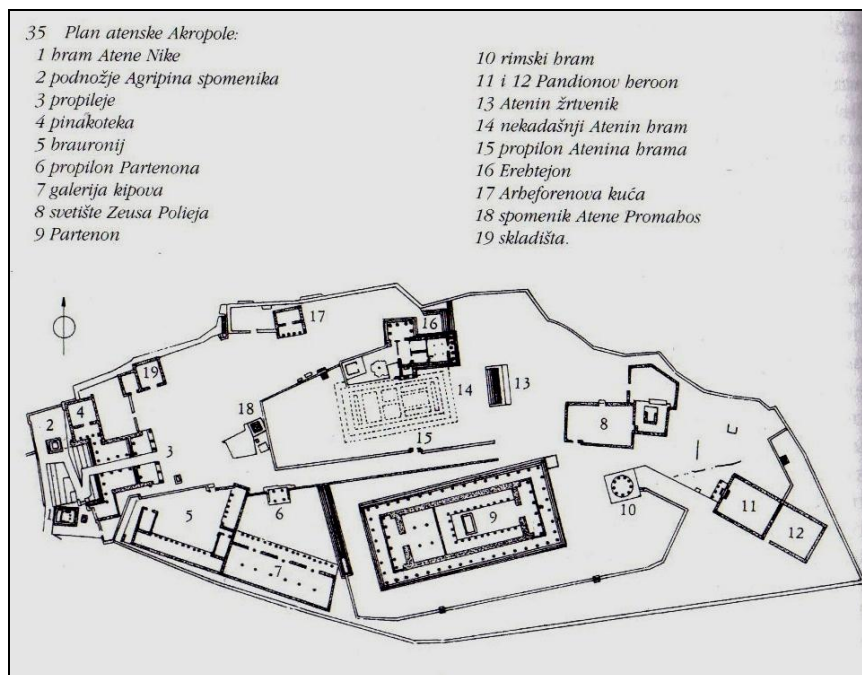 35 Plan atenske Akropole:
1 hram Atene Nike
2 podnožje Agripina spomenika
3 propileje
4 pinakoteka
5 brauronij
6 propilon Partenona
7 galerija kipova
8 svetište Zeusa Polieja
9 Partenon
10 rimski hram
11 i 12 Pandionov heroon
13 Atenin žrtvenik
14 nekadašnji Atenin hram
15 propilon Atenina hrama
16 Erehtejon
17 Arheforenova kuća
18 spomenik Atene Promahos
19 skladišta.
17
16
19
14
13
2
4
18
8
3
15
1
5
6
9
10
11
12
7